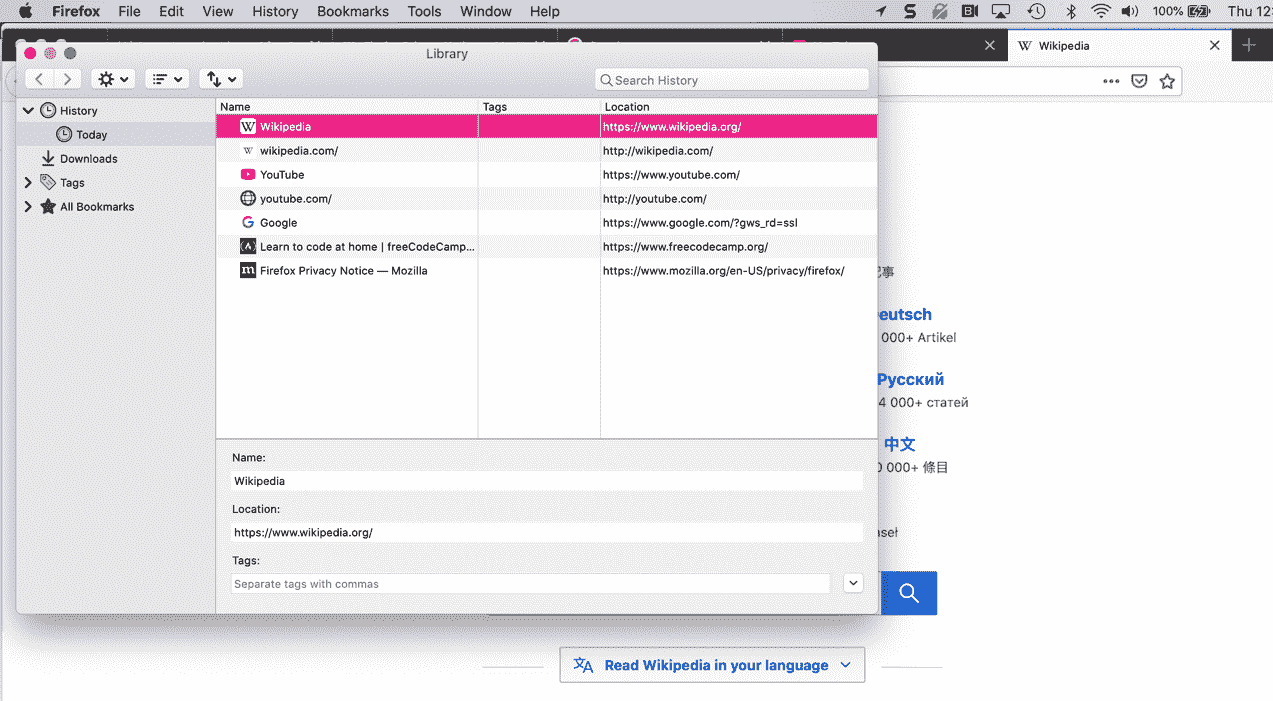 Firefox File Edit View History Bookmarks Tools Window Help 100% Thu 12
Library
Wikipedia
Search History
History
Today
Downloads
Tags
All Bookmarks
Name Tags Location
Wikipedia https://www.wikipedia.org/
wikipedia.com/ http://wikipedia.com/
YouTube https://www.youtube.com/
youtube.com/ http://youtube.com/
Google https://www.google.com/?gws_rd=ssl
Learn to code at home | freeCodeCamp... https://www.freecodecamp.org/
Firefox Privacy Notice — Mozilla https://www.mozilla.org/en-US/privacy/firefox/
Name:
Wikipedia
Location:
https://www.wikipedia.org/
Tags:
Separate tags with commas
事
eutsch
000+ Artikel
Русский
4 000+ статей
中文
0 000+ 條目
aseł
Read Wikipedia in your language